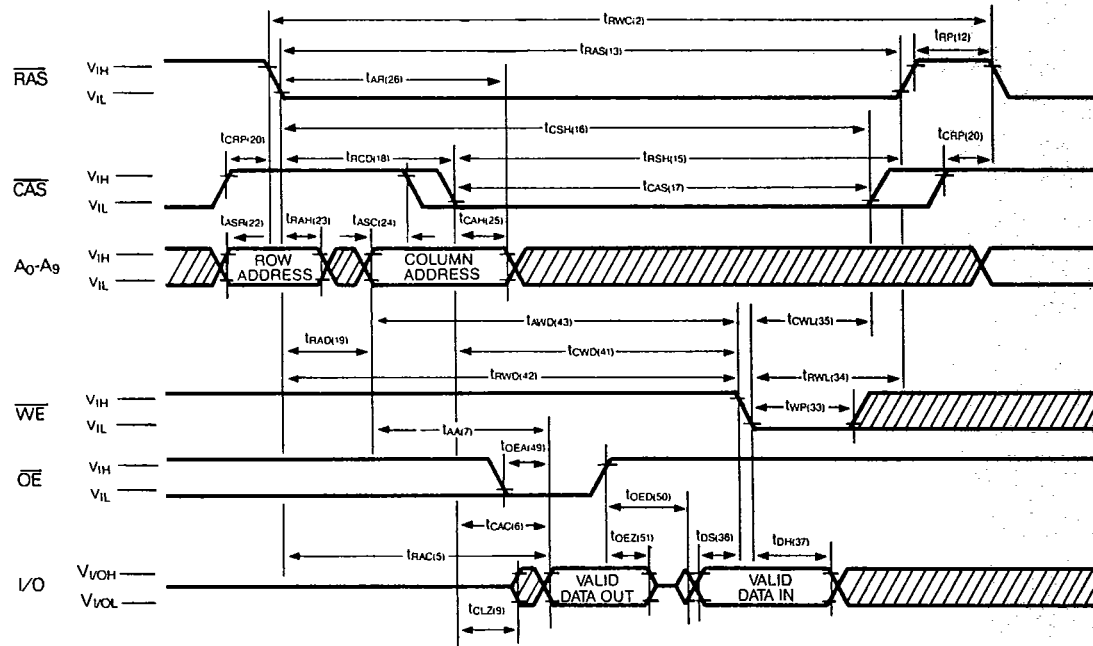 tRWC(2)
tRAS(13)
tRP(12)
RAS
VIH
VIL
tAR(26)
tCSH(16)
tCRP(20)
tRCD(18)
tRSH(15)
tCRP(20)
CAS
VIH
VIL
tCAS(17)
tASR(22)
tRAH(23)
tASC(24)
tCAH(25)
A0-A9
VIH
VIL
ROW
ADDRESS
COLUMN
ADDRESS
tAWD(43)
tCWL(35)
tRAD(19)
tCWD(41)
tRWD(42)
tRWL(34)
WE
VIH
VIL
tWP(33)
tAA(7)
tOEA(49)
OE
VIH
VIL
tOED(50)
tCAC(6)
tRAC(5)
tOEZ(51)
tDS(36)
tDH(37)
I/O
VI/OH
VI/OL
VALID
DATA OUT
VALID
DATA IN
tCLZ(9)